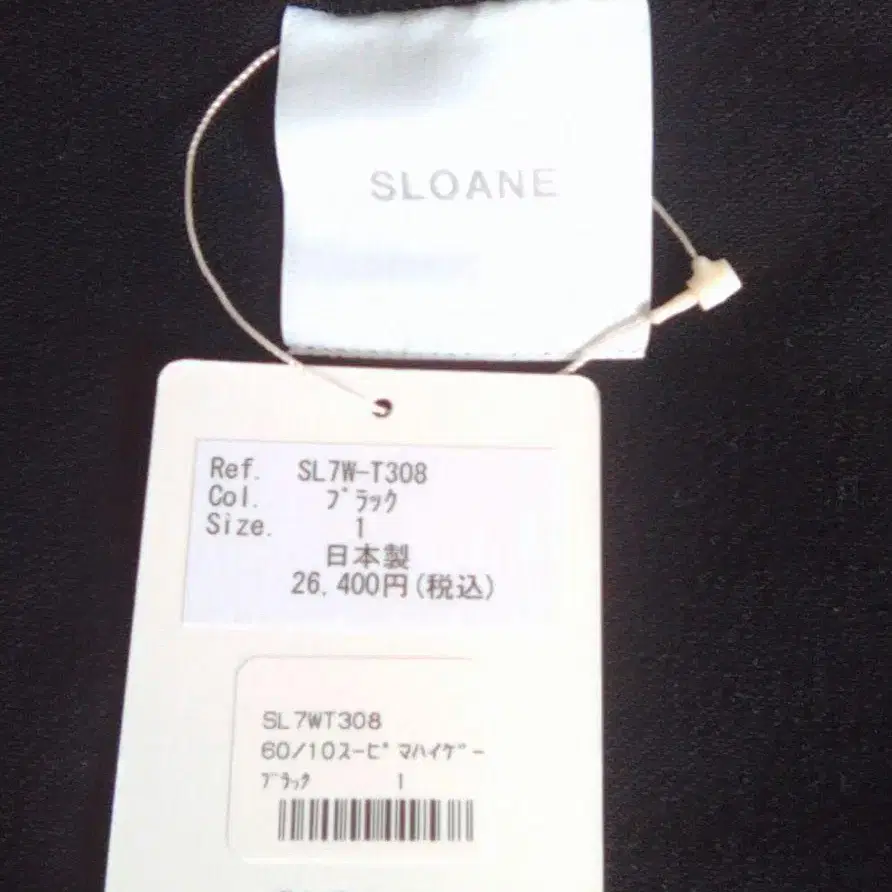 SLOANE
Ref. SL7W-T308
Col. ﾌﾞﾗｯｸ
Size. 1
日本製
26,400円(税込)
SL7WT308
60/10ｽｰﾋﾟﾏﾊｲｹﾞｰ
ﾌﾞﾗｯｸ 1